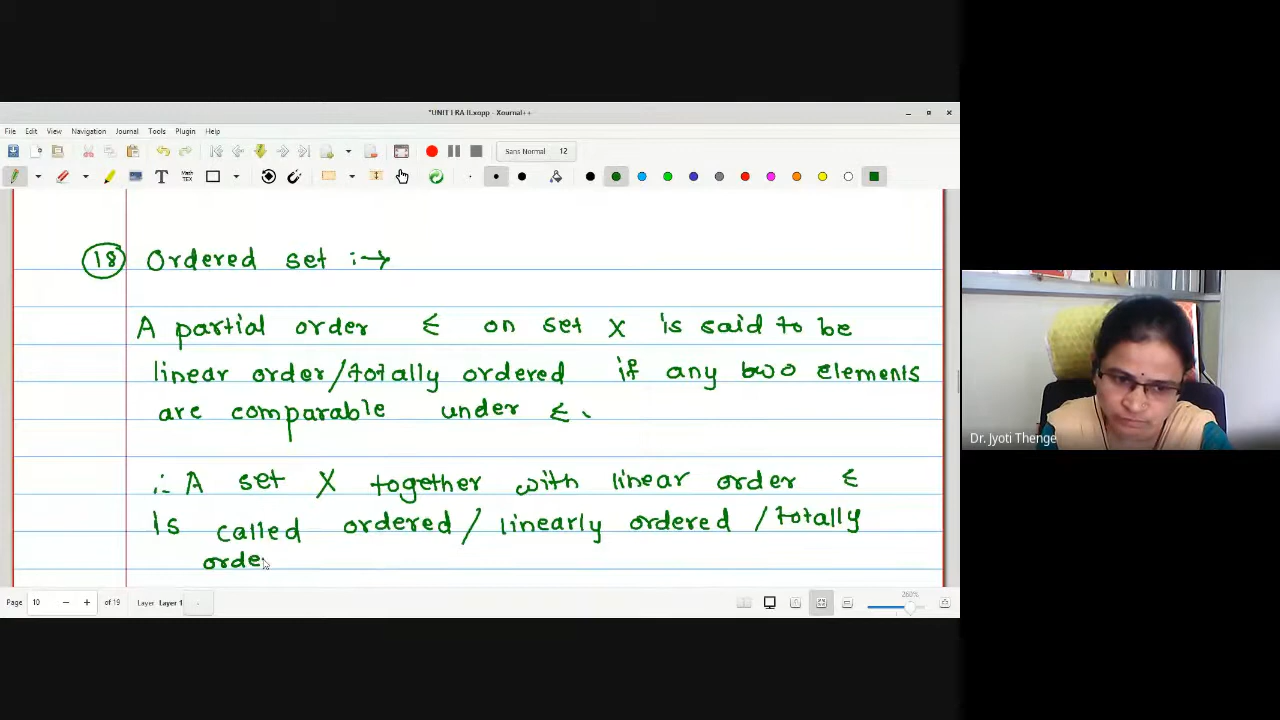 *UNIT I RA II.xopp - Xournal++
File Edit View Navigation Journal Tools Plugin Help
Sans Normal 12
18 Ordered set :→
A partial order ≤ on set X is said to be
linear order/totally ordered if any two elements
are comparable under ≤.
∴ A set X together with linear order ≤
Is called ordered/linearly ordered/totally
orde
Dr. Jyoti Thenge
Page 10 - + of 19 Layer Layer 1 260%